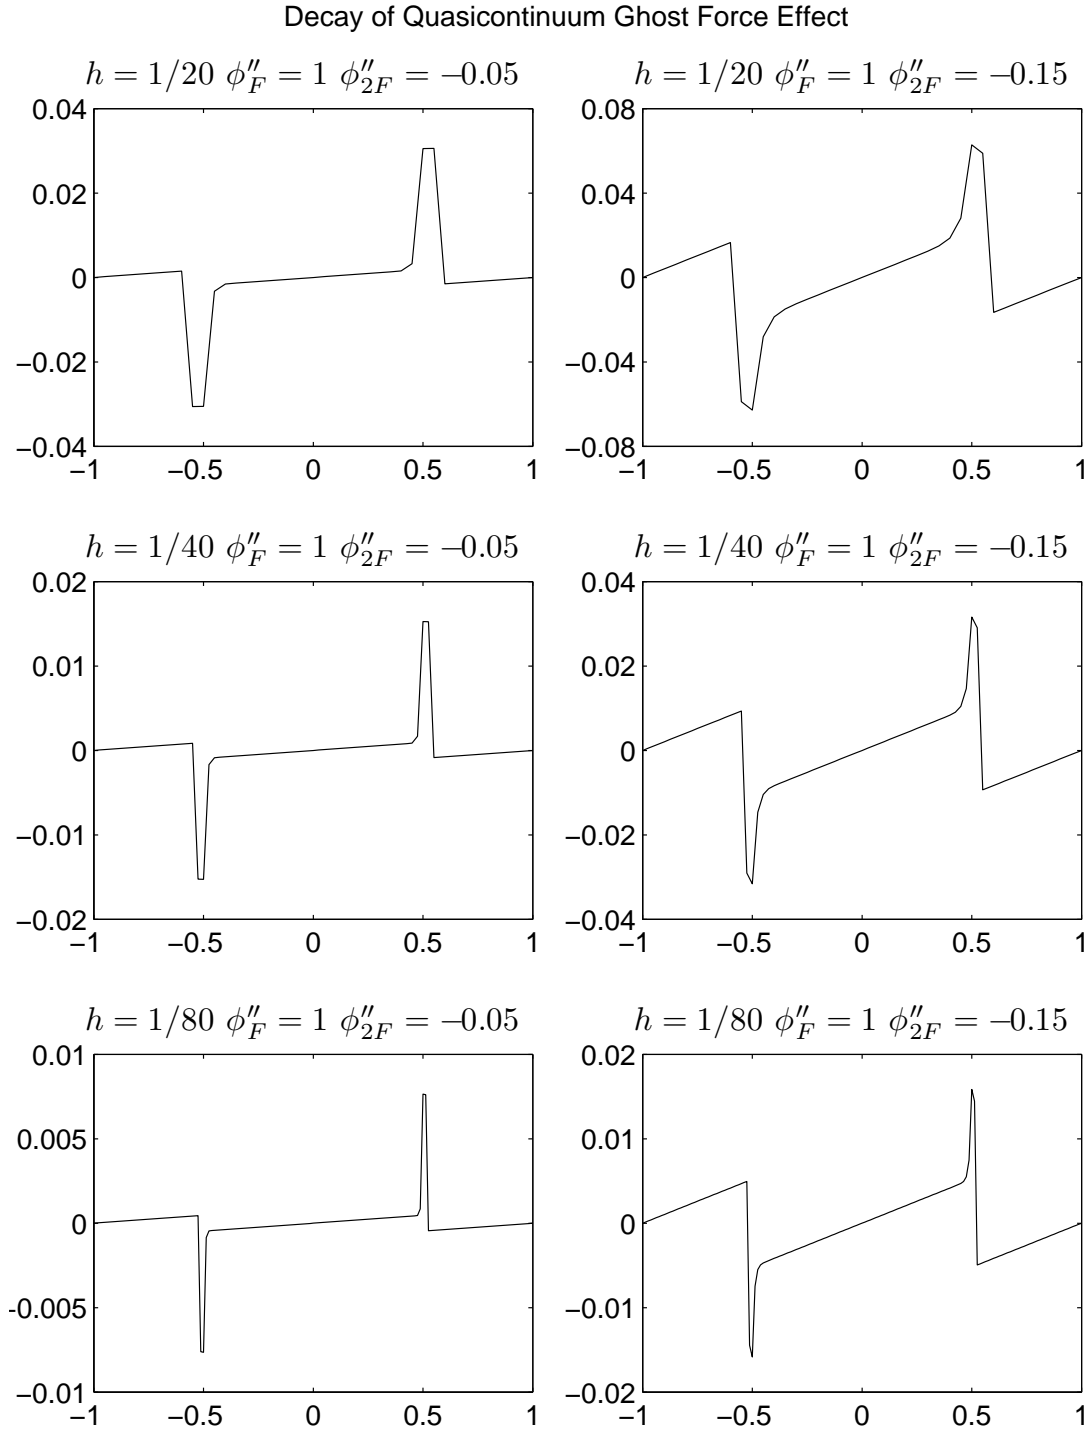 Decay of Quasicontinuum Ghost Force Effect
h = 1/20 φ″_F = 1 φ″_2F = −0.05
0.04
0.02
0
−0.02
−0.04
−1 −0.5 0 0.5 1
h = 1/20 φ″_F = 1 φ″_2F = −0.15
0.08
0.04
0
−0.04
−0.08
−1 −0.5 0 0.5 1
h = 1/40 φ″_F = 1 φ″_2F = −0.05
0.02
0.01
0
−0.01
−0.02
−1 −0.5 0 0.5 1
h = 1/40 φ″_F = 1 φ″_2F = −0.15
0.04
0.02
0
−0.02
−0.04
−1 −0.5 0 0.5 1
h = 1/80 φ″_F = 1 φ″_2F = −0.05
0.01
0.005
0
-0.005
−0.01
−1 −0.5 0 0.5 1
h = 1/80 φ″_F = 1 φ″_2F = −0.15
0.02
0.01
0
−0.01
−0.02
−1 −0.5 0 0.5 1